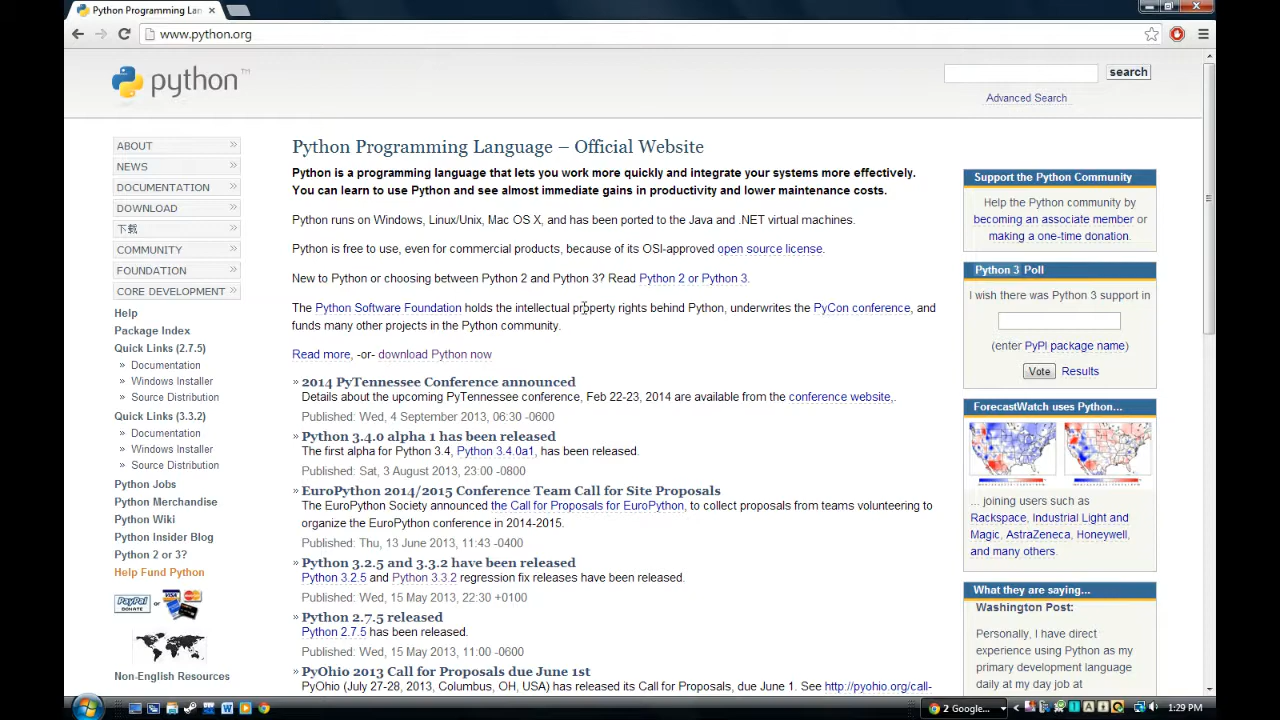 Python Programming Lan
www.python.org
python™
search
Advanced Search
ABOUT
NEWS
DOCUMENTATION
DOWNLOAD
下载
COMMUNITY
FOUNDATION
CORE DEVELOPMENT
Help
Package Index
Quick Links (2.7.5)
» Documentation
» Windows Installer
» Source Distribution
Quick Links (3.3.2)
» Documentation
» Windows Installer
» Source Distribution
Python Jobs
Python Merchandise
Python Wiki
Python Insider Blog
Python 2 or 3?
Help Fund Python
PayPal DONATE or VISA
Non-English Resources
Python Programming Language – Official Website
Python is a programming language that lets you work more quickly and integrate your systems more effectively.
You can learn to use Python and see almost immediate gains in productivity and lower maintenance costs.
Python runs on Windows, Linux/Unix, Mac OS X, and has been ported to the Java and .NET virtual machines.
Python is free to use, even for commercial products, because of its OSI-approved open source license.
New to Python or choosing between Python 2 and Python 3? Read Python 2 or Python 3.
The Python Software Foundation holds the intellectual property rights behind Python, underwrites the PyCon conference, and
funds many other projects in the Python community.
Read more, -or- download Python now
» 2014 PyTennessee Conference announced
Details about the upcoming PyTennessee conference, Feb 22-23, 2014 are available from the conference website,.
Published: Wed, 4 September 2013, 06:30 -0600
» Python 3.4.0 alpha 1 has been released
The first alpha for Python 3.4, Python 3.4.0a1, has been released.
Published: Sat, 3 August 2013, 23:00 -0800
» EuroPython 2014/2015 Conference Team Call for Site Proposals
The EuroPython Society announced the Call for Proposals for EuroPython, to collect proposals from teams volunteering to
organize the EuroPython conference in 2014-2015.
Published: Thu, 13 June 2013, 11:43 -0400
» Python 3.2.5 and 3.3.2 have been released
Python 3.2.5 and Python 3.3.2 regression fix releases have been released.
Published: Wed, 15 May 2013, 22:30 +0100
» Python 2.7.5 released
Python 2.7.5 has been released.
Published: Wed, 15 May 2013, 11:00 -0600
» PyOhio 2013 Call for Proposals due June 1st
PyOhio (July 27-28, 2013, Columbus, OH, USA) has released its Call for Proposals, due June 1. See http://pyohio.org/call-
Support the Python Community
Help the Python community by
becoming an associate member or
making a one-time donation.
Python 3 Poll
I wish there was Python 3 support in
(enter PyPI package name)
Vote Results
ForecastWatch uses Python...
... joining users such as
Rackspace, Industrial Light and
Magic, AstraZeneca, Honeywell,
and many others.
What they are saying...
Washington Post:
Personally, I have direct
experience using Python as my
primary development language
daily at my day job at
2 Google...
1:29 PM